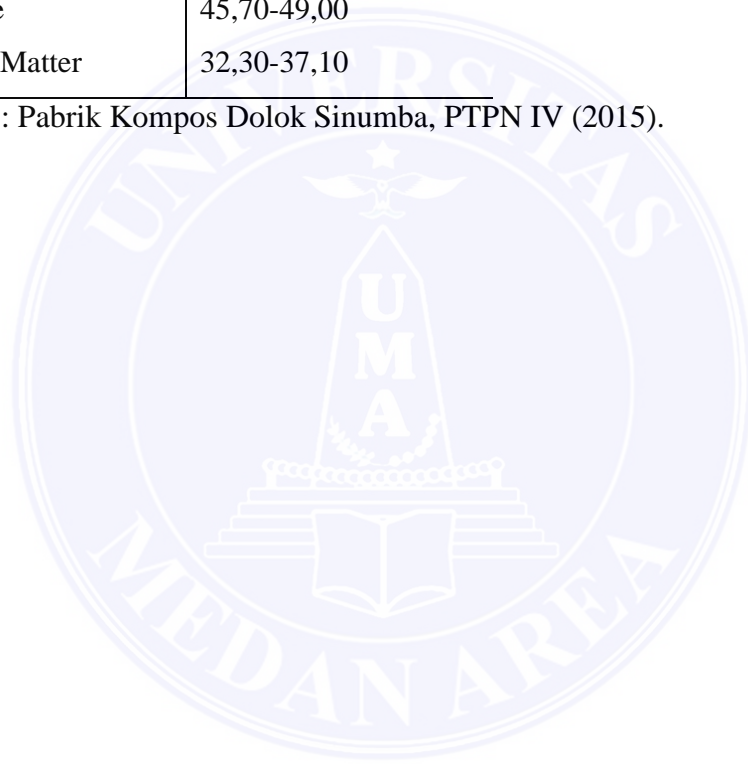 e
45,70-49,00
Matter
32,30-37,10
: Pabrik Kompos Dolok Sinumba, PTPN IV (2015).
UNIVERSITAS
UMA
MEDAN AREA